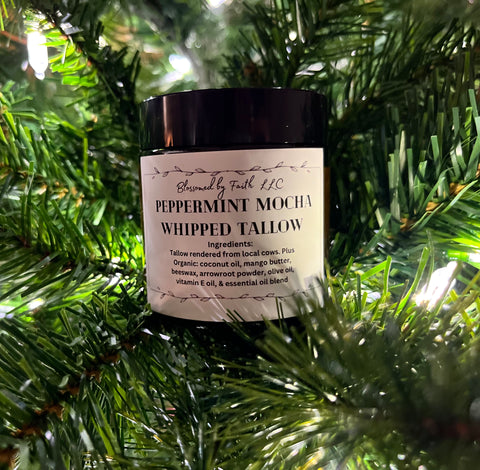 Blossomed by Faith LLC
PEPPERMINT MOCHA
WHIPPED TALLOW
Ingredients:
Tallow rendered from local cows. Plus
Organic: coconut oil, mango butter,
beeswax, arrowroot powder, olive oil,
vitamin E oil, & essential oil blend